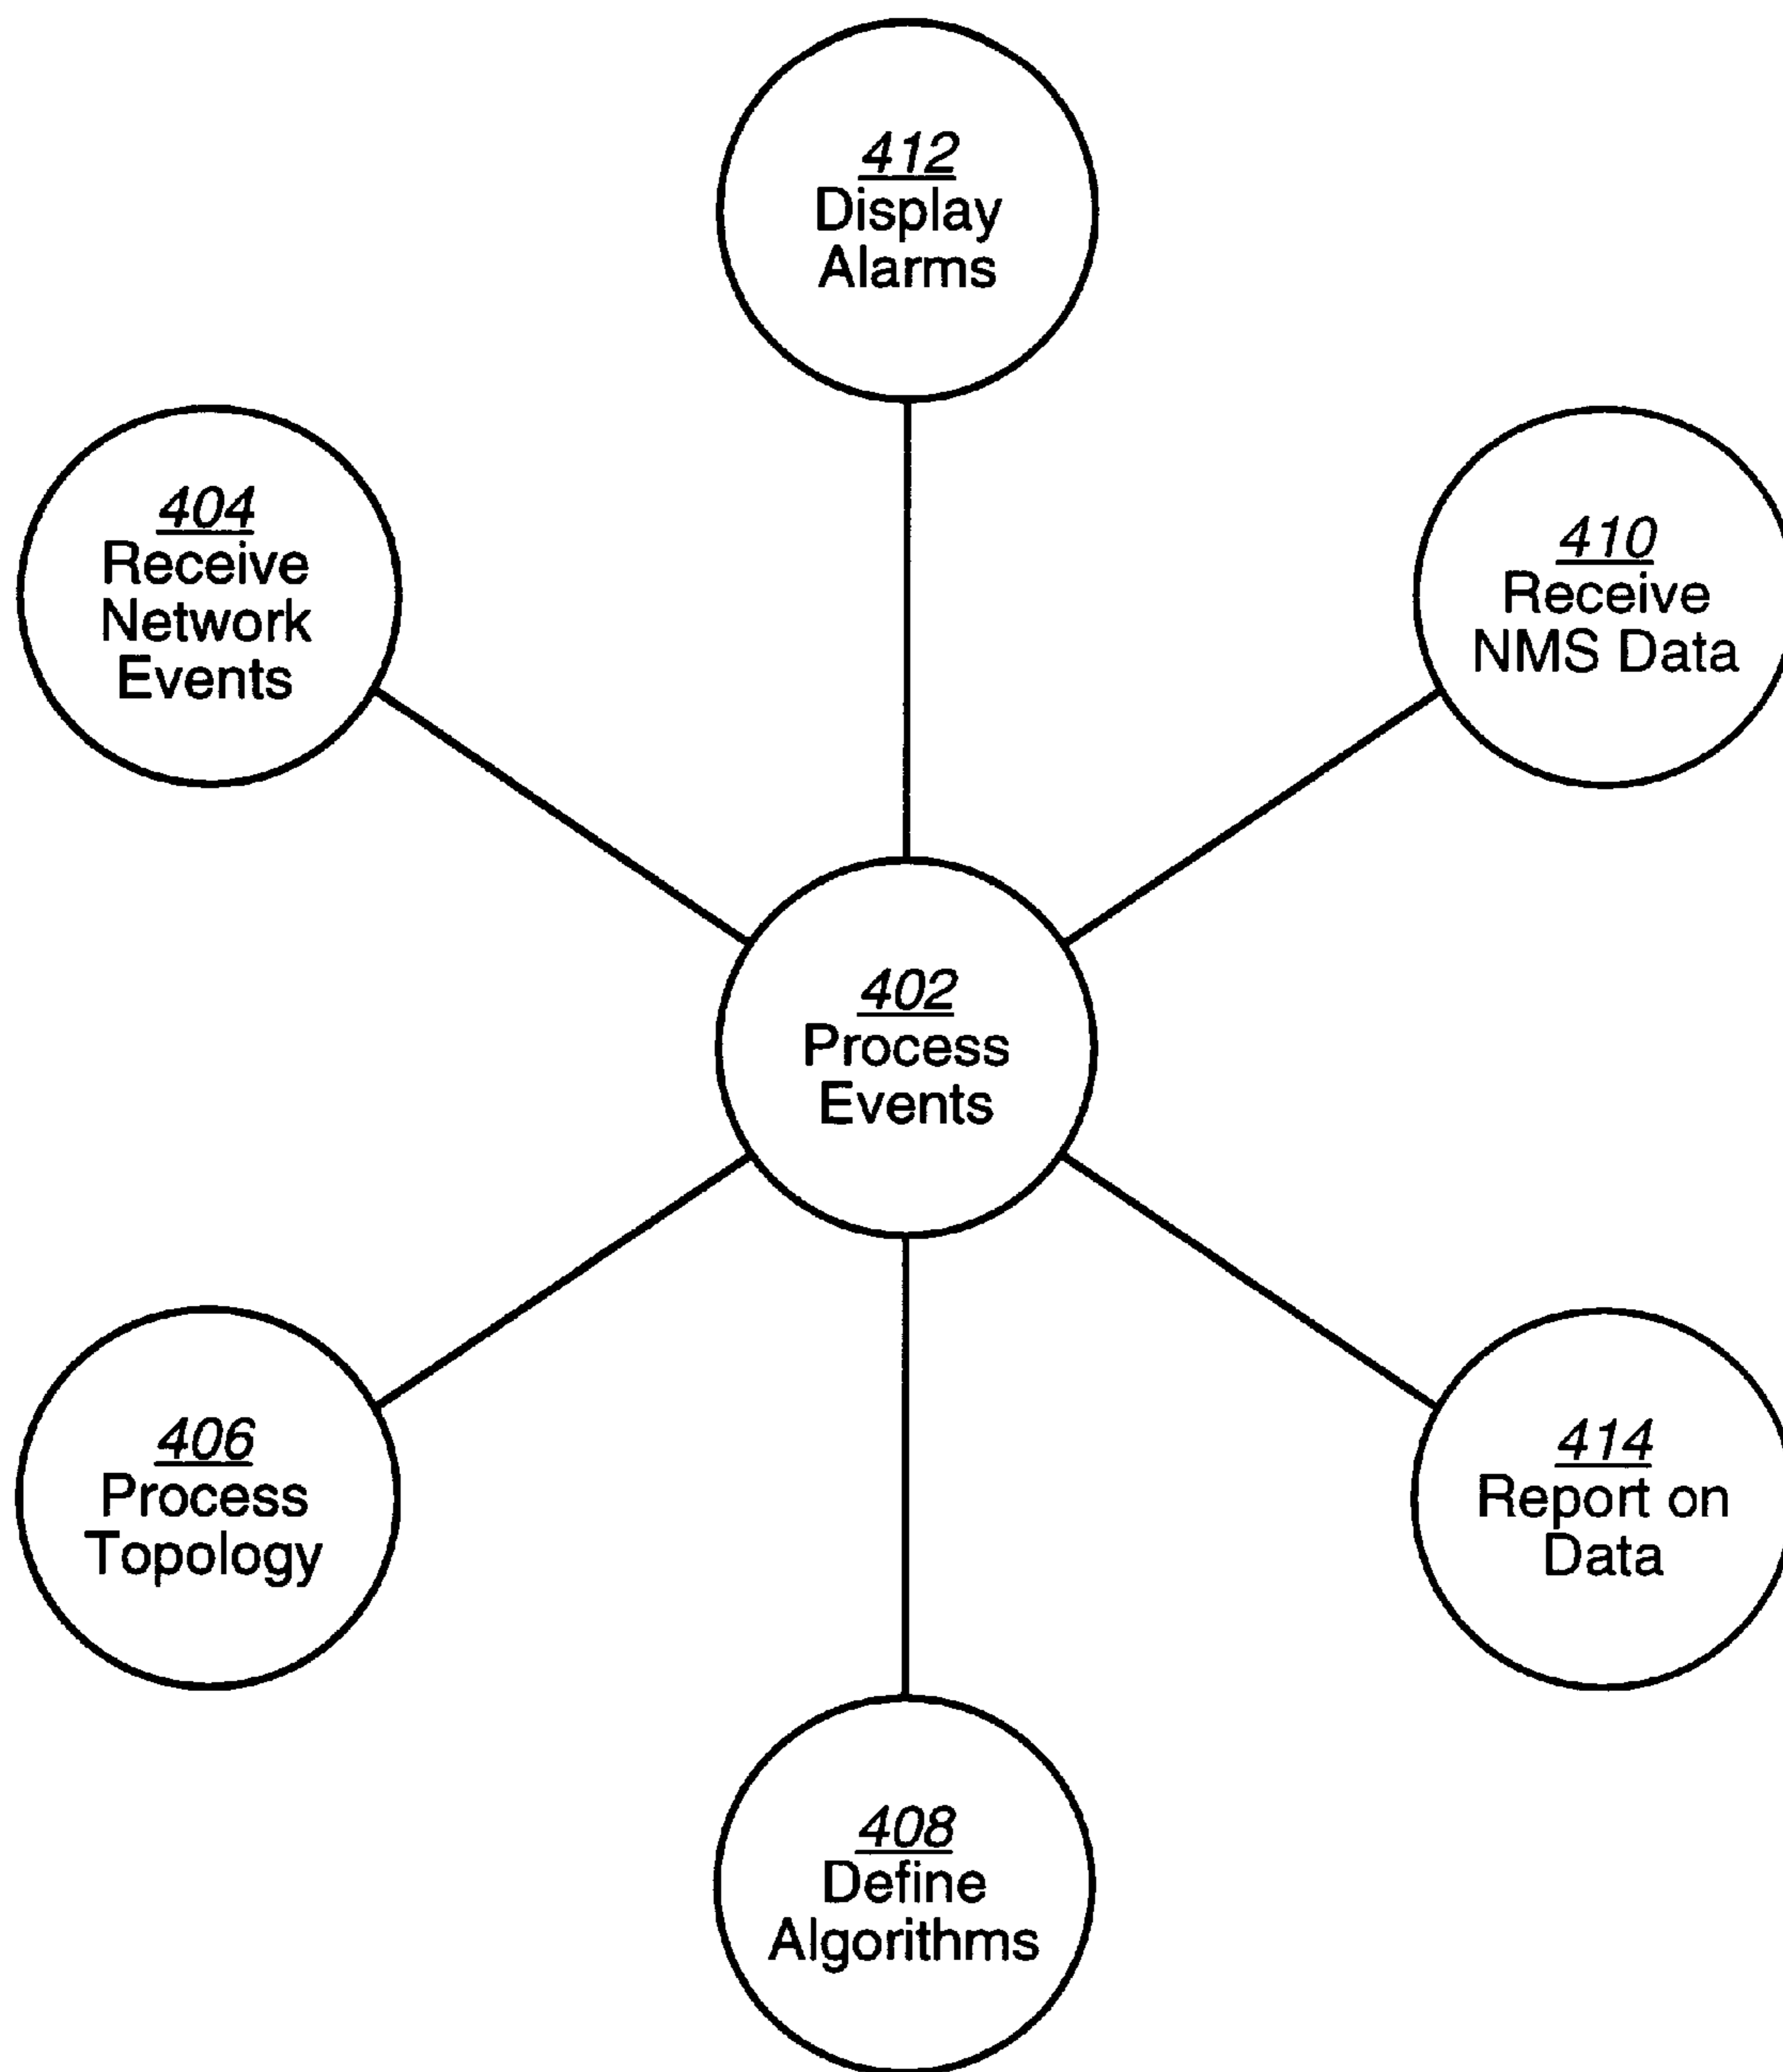 412
Display
Alarms
404
Receive
Network
Events
410
Receive
NMS Data
402
Process
Events
406
Process
Topology
414
Report on
Data
408
Define
Algorithms